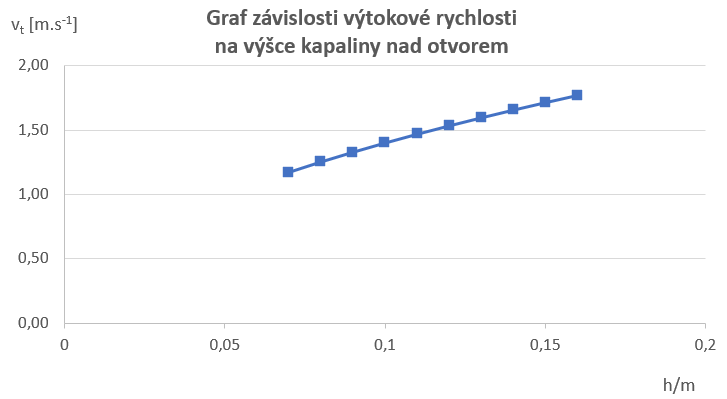 Graf závislosti výtokové rychlosti
na výšce kapaliny nad otvorem
vₜ [m.s⁻¹]
2,00
1,50
1,00
0,50
0,00
0
0,05
0,1
0,15
0,2
h/m